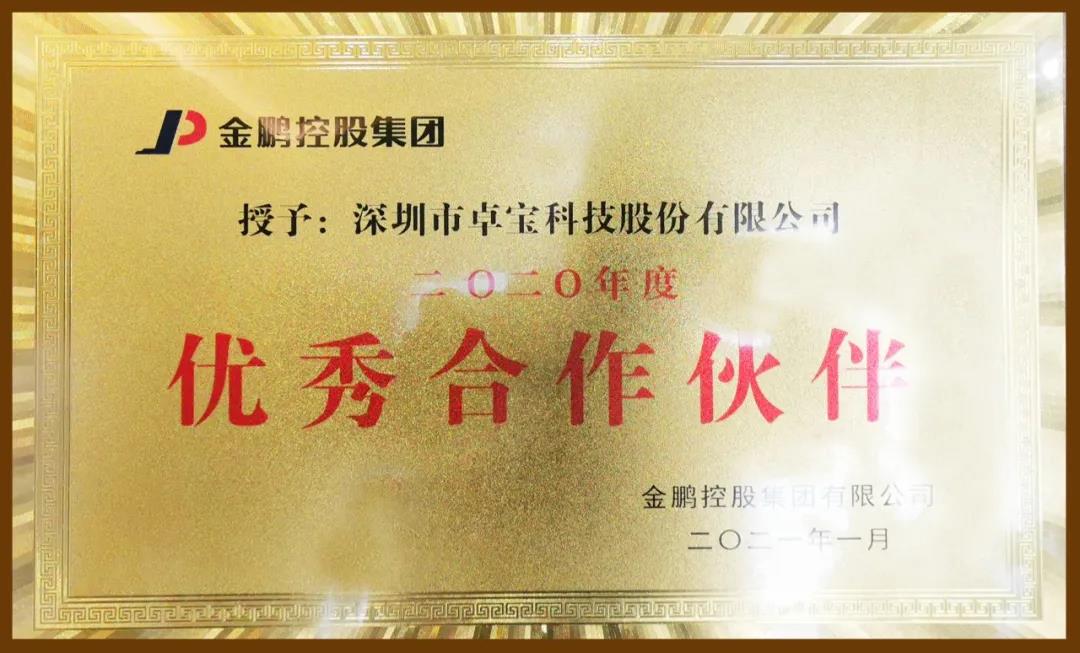 金鹏控股集团
授予：深圳市卓宝科技股份有限公司
二〇二〇年度
优秀合作伙伴
金鹏控股集团有限公司
二〇二一年一月